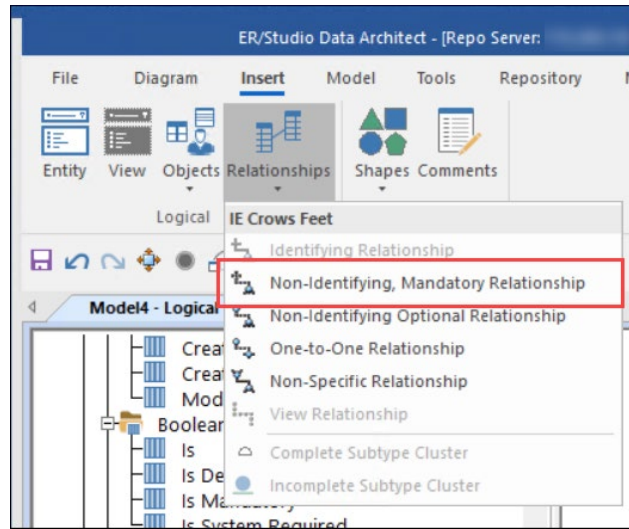 ER/Studio Data Architect - [Repo Server:
File Diagram Insert Model Tools Repository
Entity View Objects Relationships Shapes Comments
Logical
IE Crows Feet
Identifying Relationship
Non-Identifying, Mandatory Relationship
Non-Identifying Optional Relationship
One-to-One Relationship
Non-Specific Relationship
View Relationship
Complete Subtype Cluster
Incomplete Subtype Cluster
Model4 - Logical
Crea
Crea
Mod
Boolear
Is
Is De
Is Mandatory
Is System Required